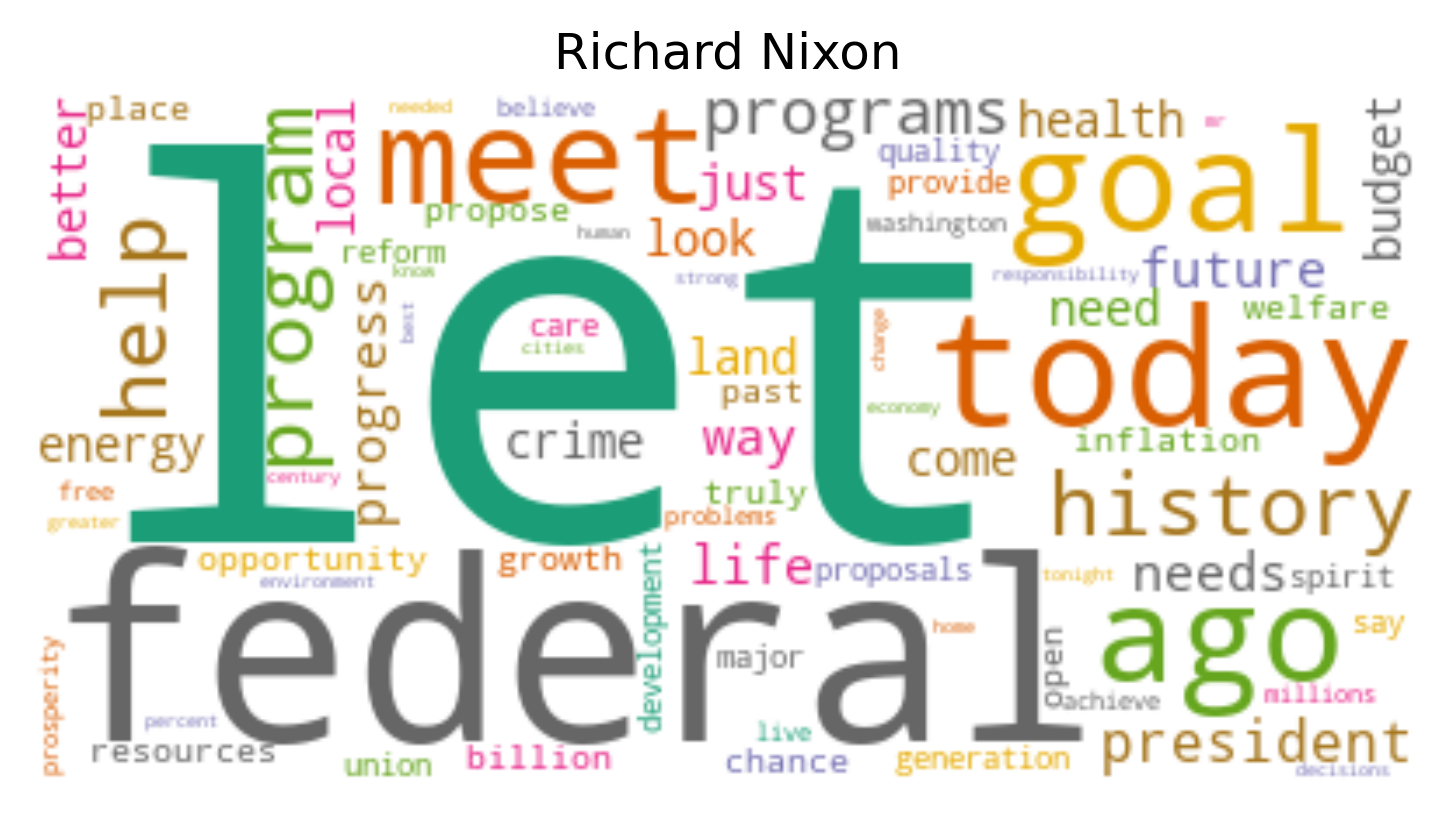 Richard Nixon
better
place
needed
believe
programs
health
mr
budget
program
local
meet
goal
quality
just
provide
propose
human
look
washington
help
reform
know
strong
responsibility
future
let
progress
best
care
cities
change
need
welfare
land
past
today
economy
energy
crime
way
come
inflation
century
free
greater
truly
problems
history
opportunity
environment
growth
life
proposals
tonight
needs
spirit
federal
development
major
home
open
ago
say
achieve
millions
prosperity
percent
resources
union
billion
live
chance
generation
president
decisions